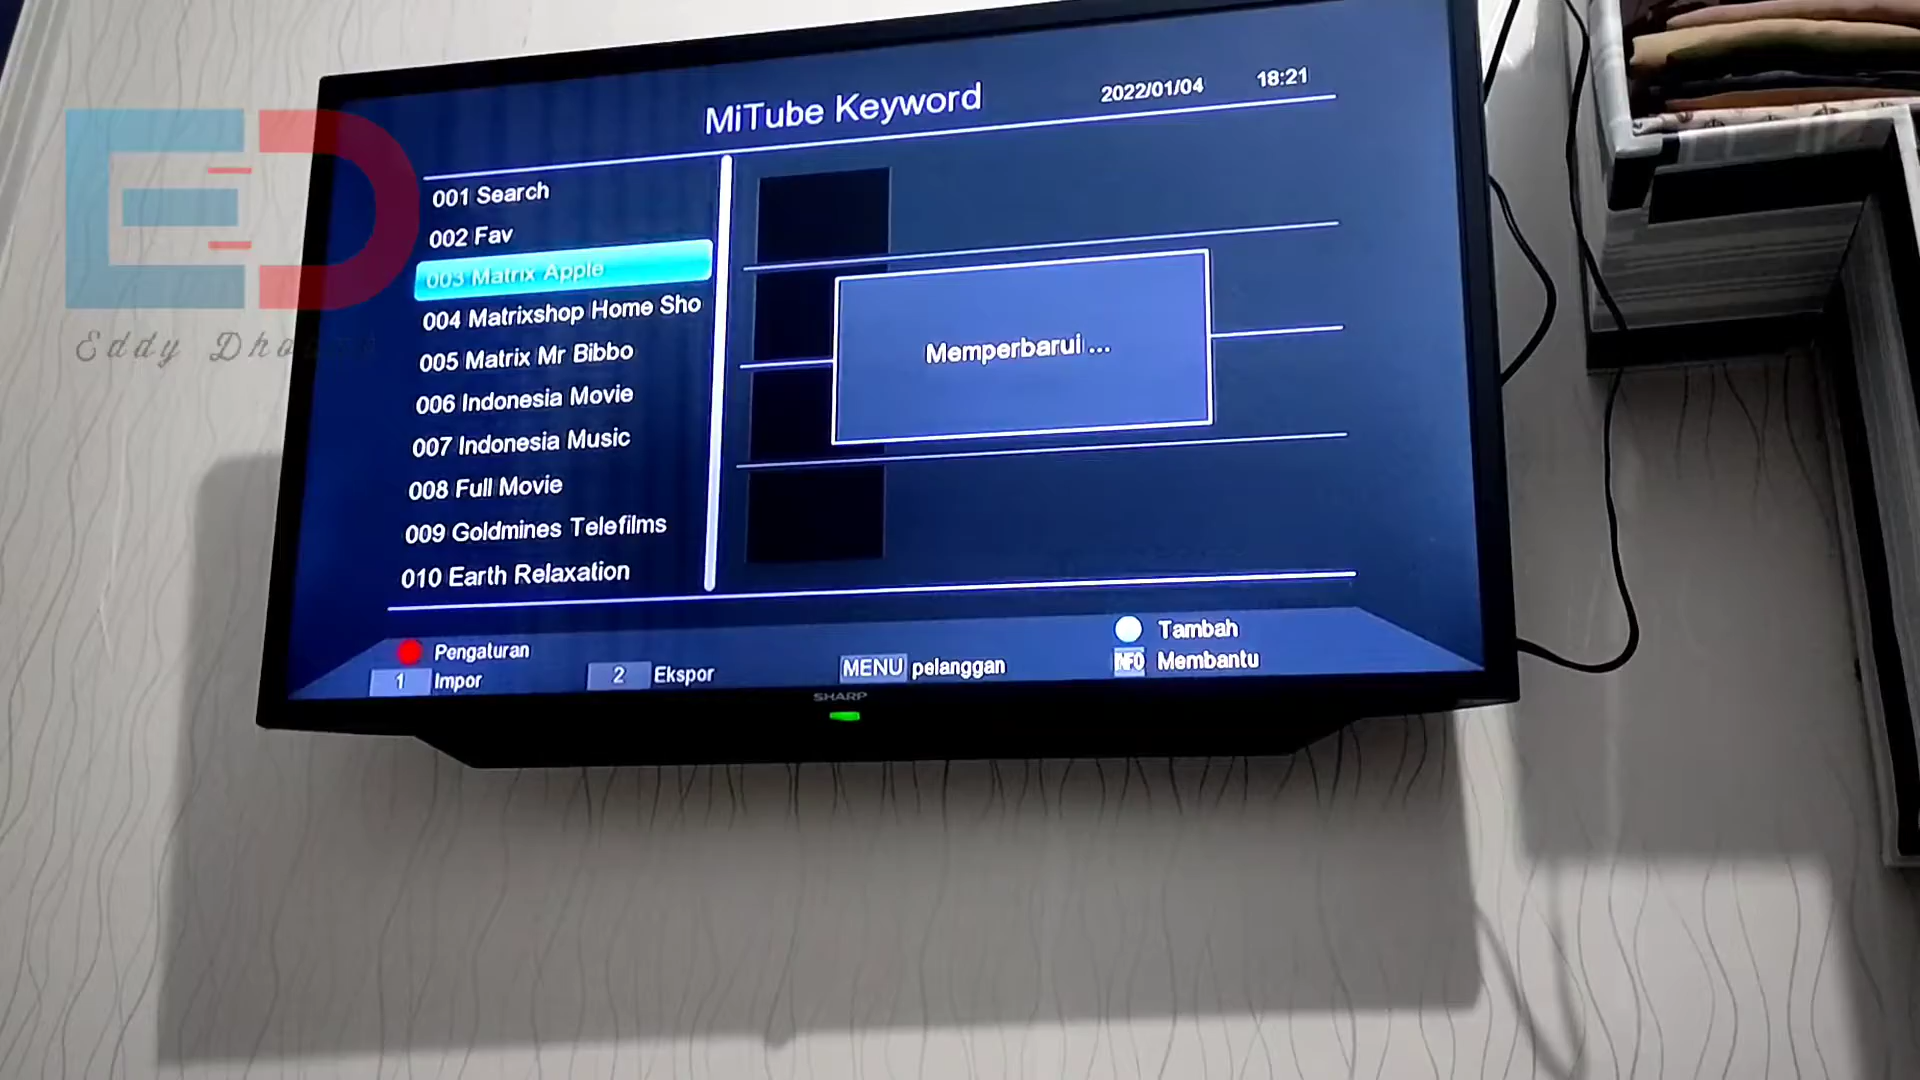 MiTube Keyword
2022/01/04 18:21
001 Search
002 Fav
003 Matrix Apple
004 Matrixshop Home Sho
005 Matrix Mr Bibbo
006 Indonesia Movie
007 Indonesia Music
008 Full Movie
009 Goldmines Telefilms
010 Earth Relaxation
Memperbarui ...
Pengaturan
Tambah
1 Impor
2 Ekspor
MENU pelanggan
INFO Membantu
SHARP
ED
Eddy